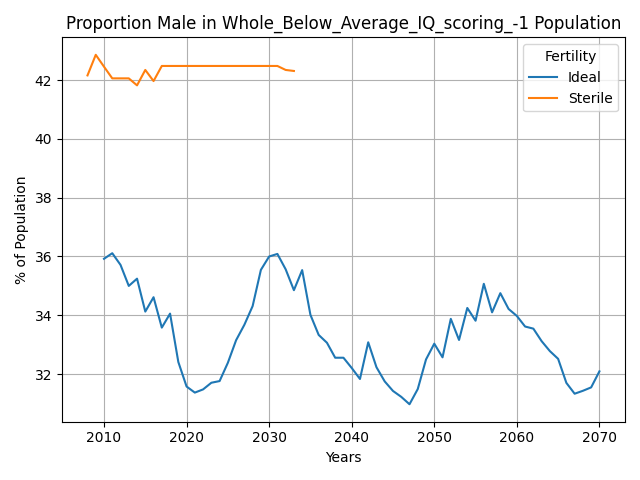 Proportion Male in Whole_Below_Average_IQ_scoring_-1 Population
Fertility
Ideal
Sterile
42
40
38
36
34
32
% of Population
2010 2020 2030 2040 2050 2060 2070
Years